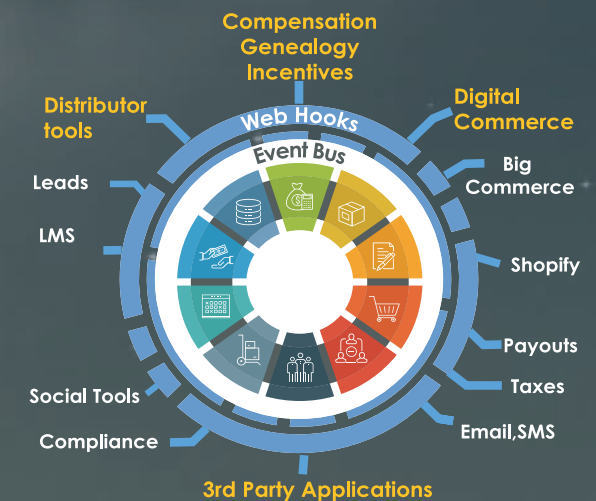 Compensation
Genealogy
Incentives
Distributor
tools
Digital
Commerce
Web Hooks
Event Bus
Leads
Big
Commerce
LMS
Shopify
Payouts
Social Tools
Taxes
Compliance
Email,SMS
3rd Party Applications